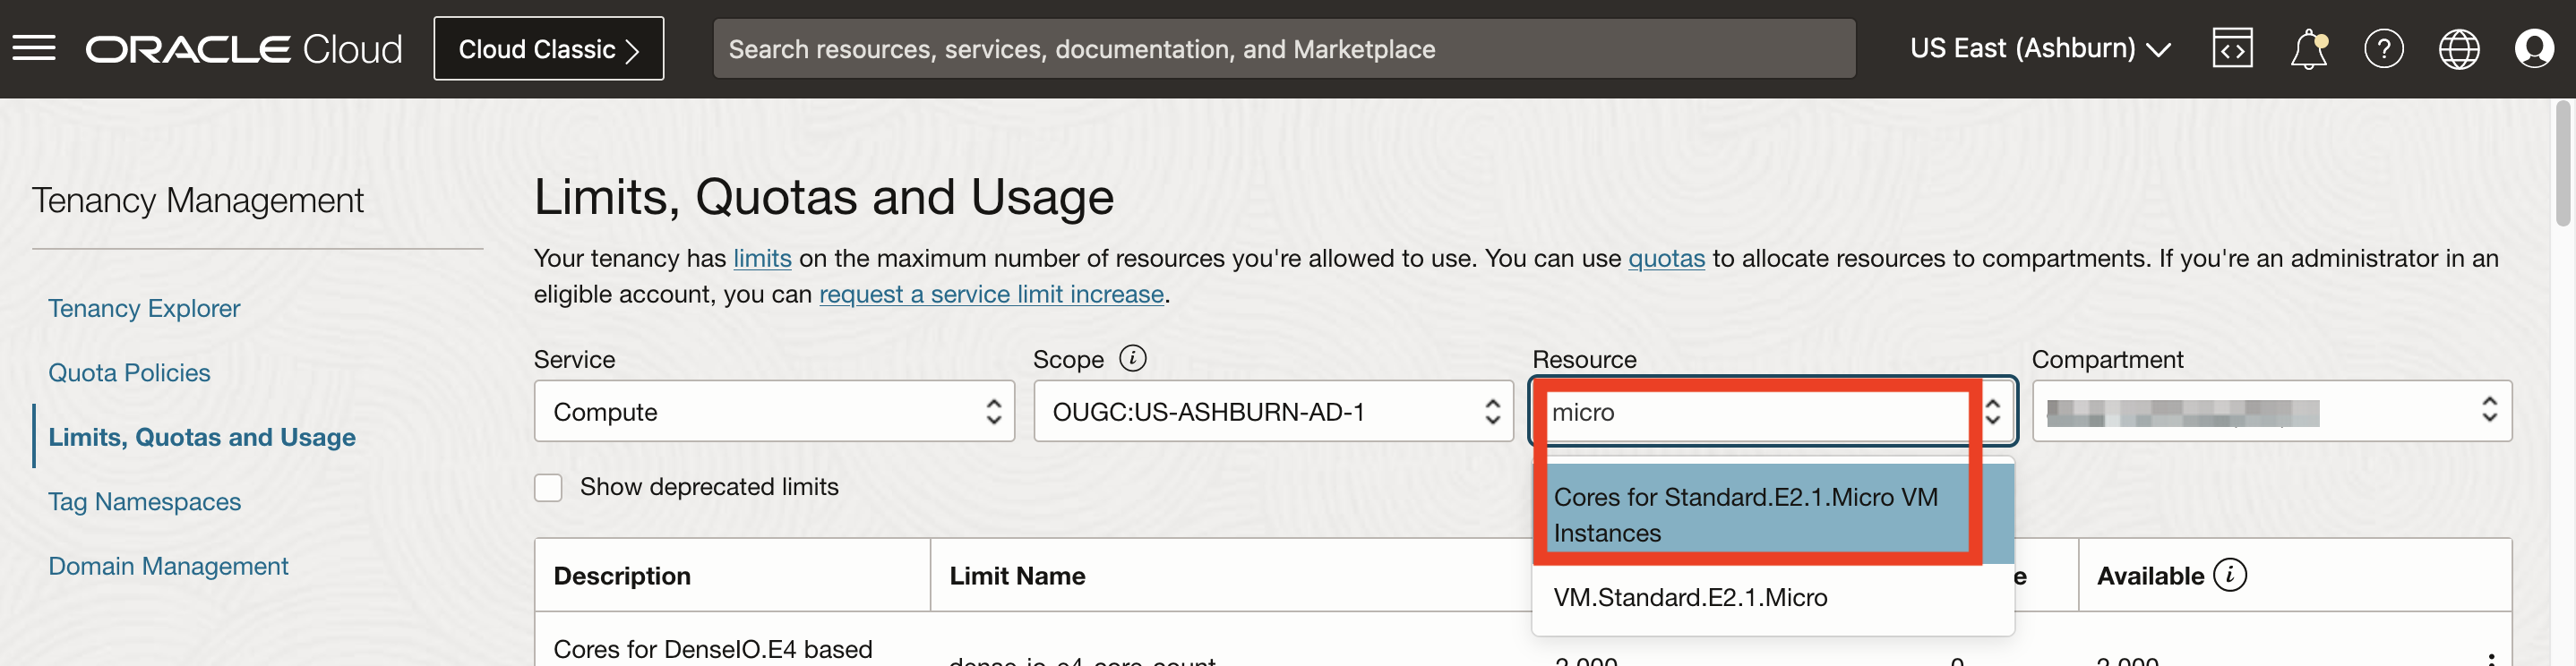 ORACLE Cloud
Cloud Classic
Search resources, services, documentation, and Marketplace
US East (Ashburn)
Tenancy Management
Tenancy Explorer
Quota Policies
Limits, Quotas and Usage
Tag Namespaces
Domain Management
Limits, Quotas and Usage
Your tenancy has limits on the maximum number of resources you're allowed to use. You can use quotas to allocate resources to compartments. If you're an administrator in an
eligible account, you can request a service limit increase.
Service
Compute
Scope
OUGC:US-ASHBURN-AD-1
Resource
micro
Cores for Standard.E2.1.Micro VM
Instances
VM.Standard.E2.1.Micro
Compartment
Show deprecated limits
Description
Limit Name
e
Available
Cores for DenseIO.E4 based